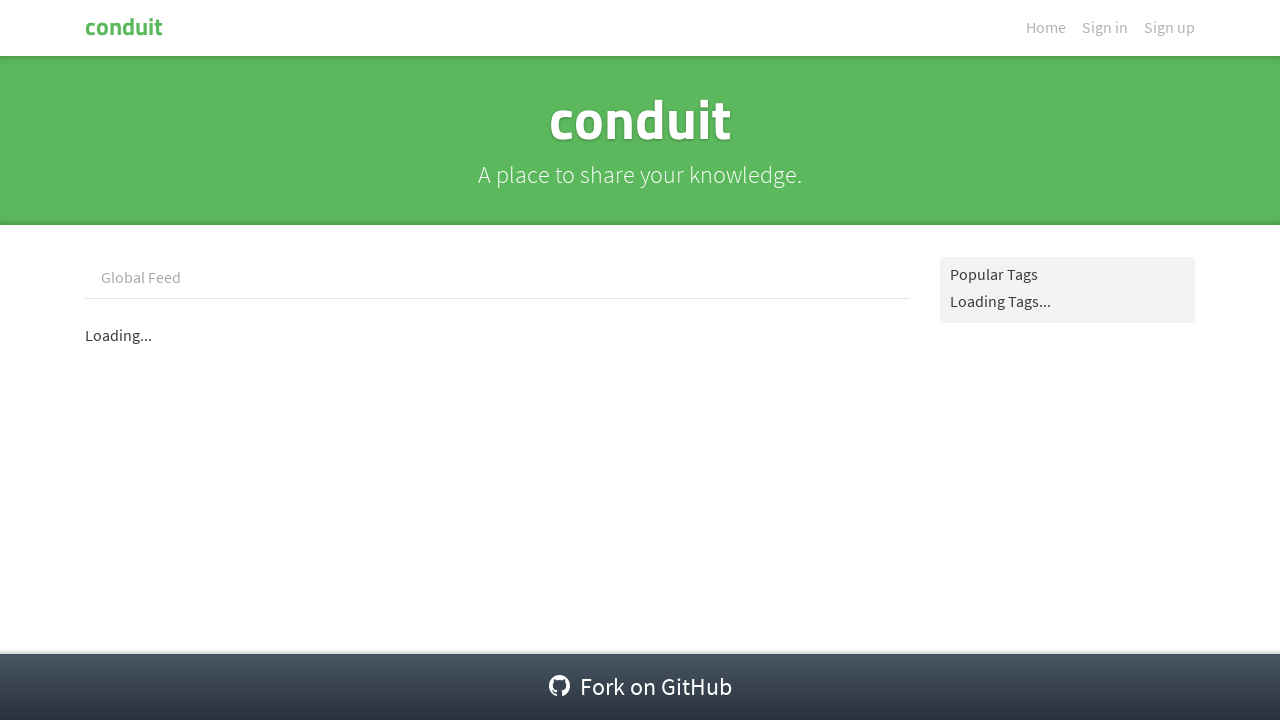 conduit
Home Sign in Sign up
conduit
A place to share your knowledge.
Global Feed
Popular Tags
Loading Tags...
Loading...
Fork on GitHub